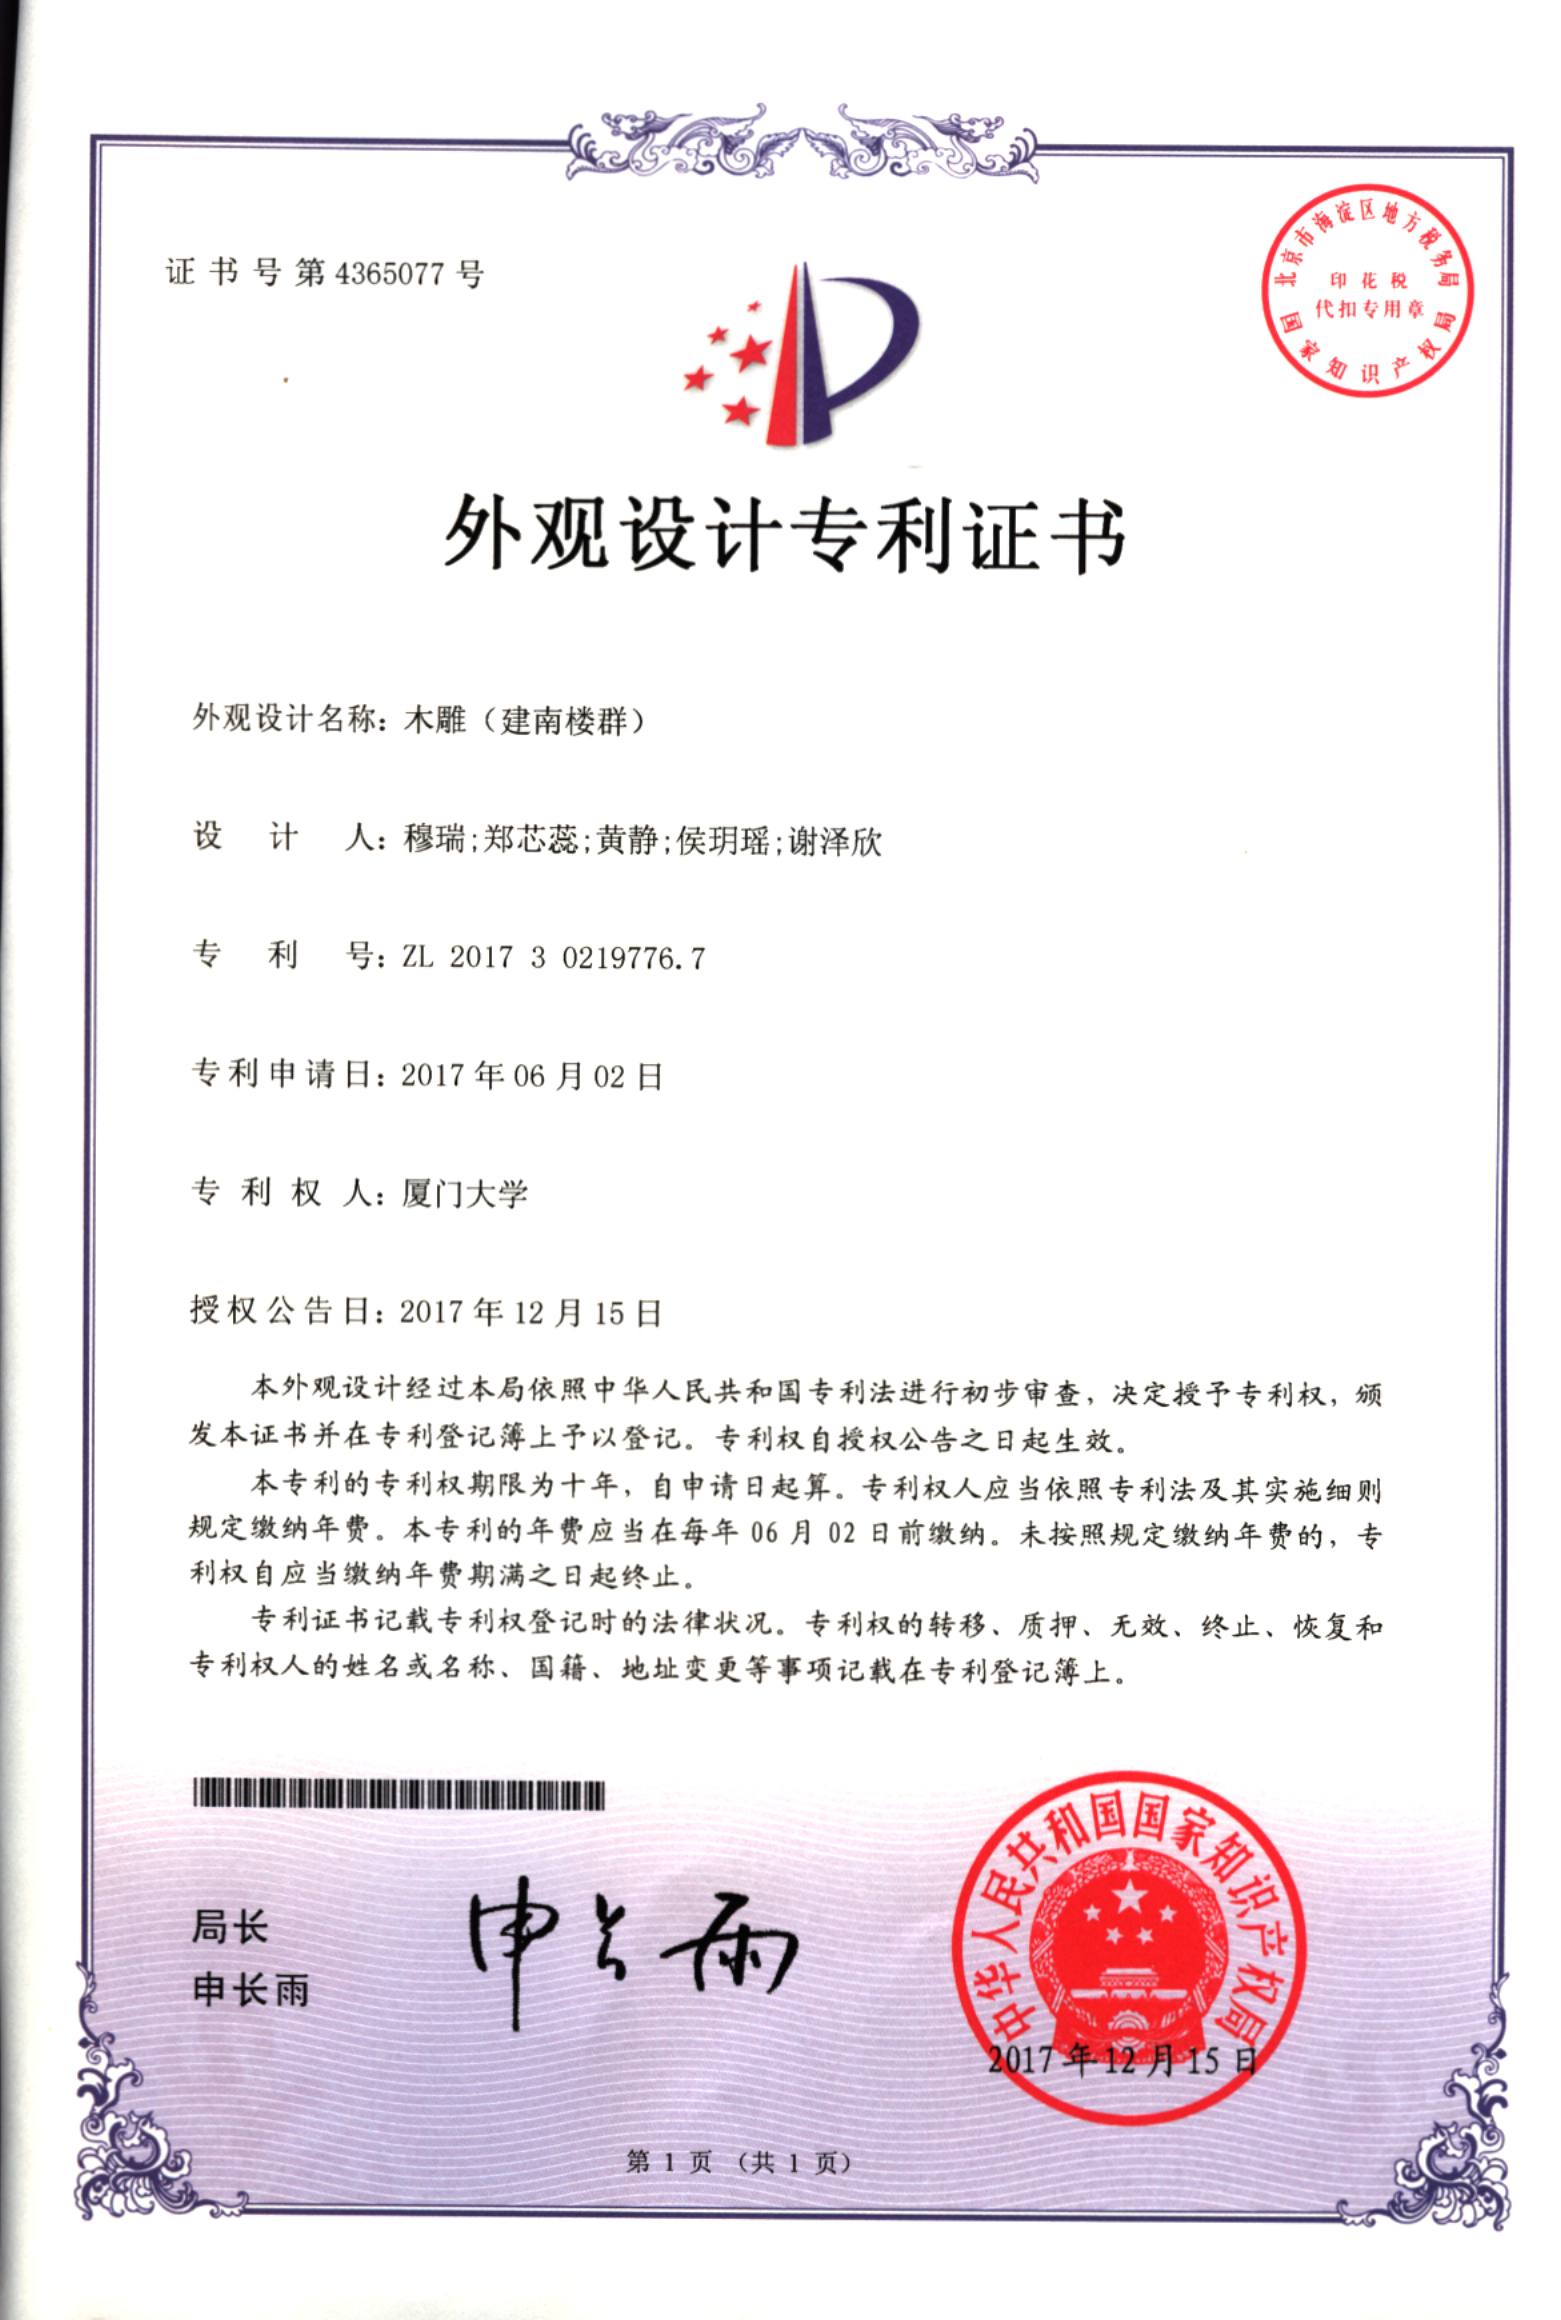 证书号第4365077号
北京市海淀区地方税务局
印花税
代扣专用章
国家知识产权局
外观设计专利证书
外观设计名称：木雕（建南楼群）
设计人：穆瑞;郑芯蕊;黄静;侯玥瑶;谢泽欣
专利号：ZL 2017 3 0219776.7
专利申请日：2017年06月02日
专利权人：厦门大学
授权公告日：2017年12月15日
本外观设计经过本局依照中华人民共和国专利法进行初步审查，决定授予专利权，颁
发本证书并在专利登记簿上予以登记。专利权自授权公告之日起生效。
本专利的专利权期限为十年，自申请日起算。专利权人应当依照专利法及其实施细则
规定缴纳年费。本专利的年费应当在每年06月02日前缴纳。未按照规定缴纳年费的，专
利权自应当缴纳年费期满之日起终止。
专利证书记载专利权登记时的法律状况。专利权的转移、质押、无效、终止、恢复和
专利权人的姓名或名称、国籍、地址变更等事项记载在专利登记簿上。
局长
申长雨
申长雨
中华人民共和国国家知识产权局
2017年12月15日
第1页（共1页）